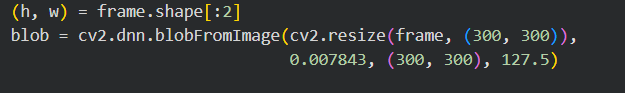 (h, w) = frame.shape[:2]
blob = cv2.dnn.blobFromImage(cv2.resize(frame, (300, 300)),
0.007843, (300, 300), 127.5)